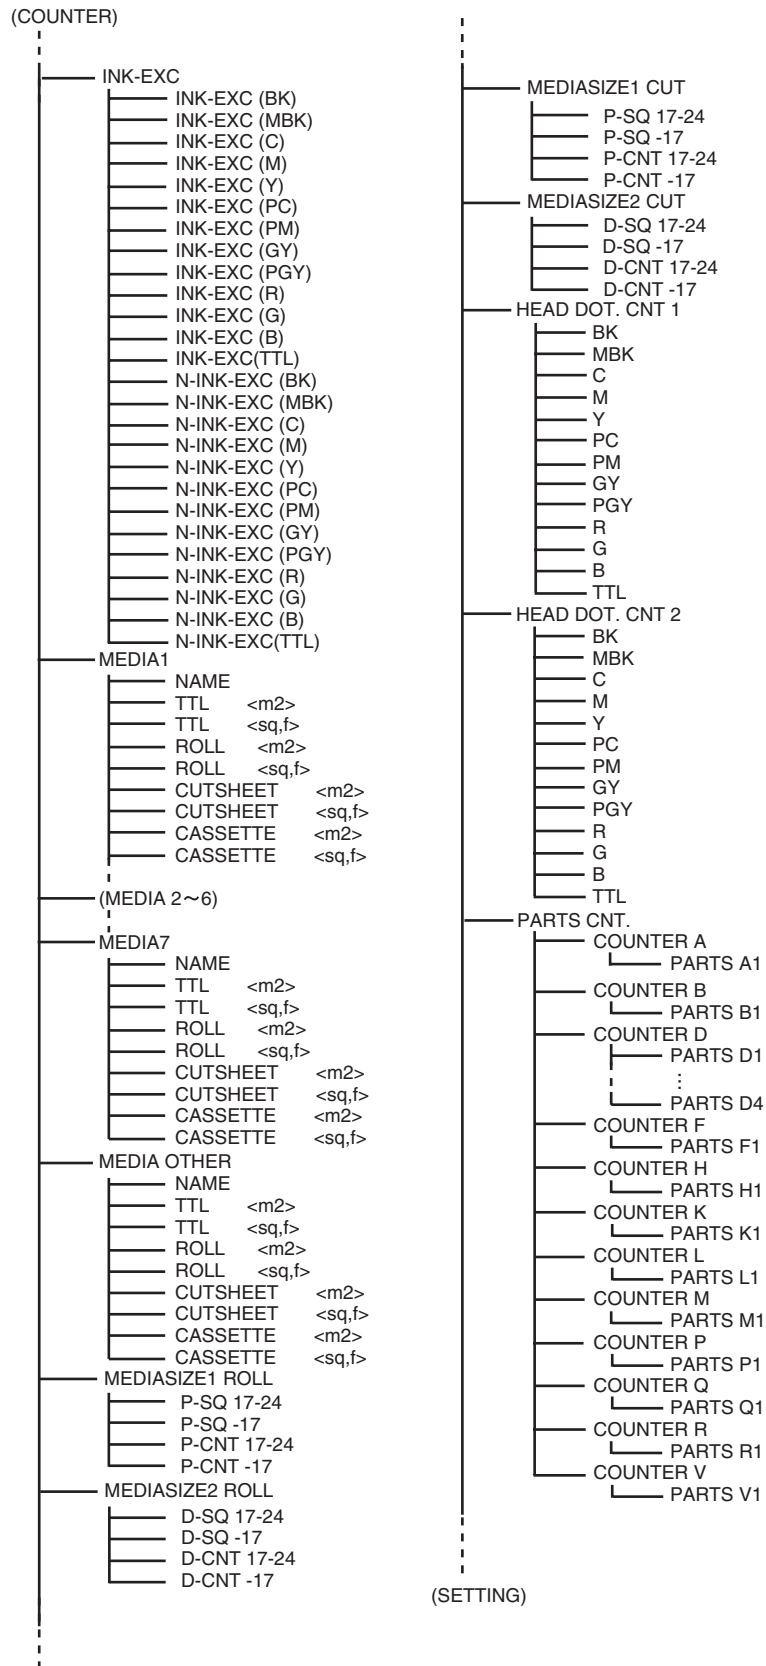 (COUNTER)
INK-EXC
INK-EXC (BK)
INK-EXC (MBK)
INK-EXC (C)
INK-EXC (M)
INK-EXC (Y)
INK-EXC (PC)
INK-EXC (PM)
INK-EXC (GY)
INK-EXC (PGY)
INK-EXC (R)
INK-EXC (G)
INK-EXC (B)
INK-EXC(TTL)
N-INK-EXC (BK)
N-INK-EXC (MBK)
N-INK-EXC (C)
N-INK-EXC (M)
N-INK-EXC (Y)
N-INK-EXC (PC)
N-INK-EXC (PM)
N-INK-EXC (GY)
N-INK-EXC (PGY)
N-INK-EXC (R)
N-INK-EXC (G)
N-INK-EXC (B)
N-INK-EXC(TTL)
MEDIA1
NAME
TTL <m2>
TTL <sq,f>
ROLL <m2>
ROLL <sq,f>
CUTSHEET <m2>
CUTSHEET <sq,f>
CASSETTE <m2>
CASSETTE <sq,f>
(MEDIA 2～6)
MEDIA7
NAME
TTL <m2>
TTL <sq,f>
ROLL <m2>
ROLL <sq,f>
CUTSHEET <m2>
CUTSHEET <sq,f>
CASSETTE <m2>
CASSETTE <sq,f>
MEDIA OTHER
NAME
TTL <m2>
TTL <sq,f>
ROLL <m2>
ROLL <sq,f>
CUTSHEET <m2>
CUTSHEET <sq,f>
CASSETTE <m2>
CASSETTE <sq,f>
MEDIASIZE1 ROLL
P-SQ 17-24
P-SQ -17
P-CNT 17-24
P-CNT -17
MEDIASIZE2 ROLL
D-SQ 17-24
D-SQ -17
D-CNT 17-24
D-CNT -17
MEDIASIZE1 CUT
P-SQ 17-24
P-SQ -17
P-CNT 17-24
P-CNT -17
MEDIASIZE2 CUT
D-SQ 17-24
D-SQ -17
D-CNT 17-24
D-CNT -17
HEAD DOT. CNT 1
BK
MBK
C
M
Y
PC
PM
GY
PGY
R
G
B
TTL
HEAD DOT. CNT 2
BK
MBK
C
M
Y
PC
PM
GY
PGY
R
G
B
TTL
PARTS CNT.
COUNTER A
PARTS A1
COUNTER B
PARTS B1
COUNTER D
PARTS D1
⋮
PARTS D4
COUNTER F
PARTS F1
COUNTER H
PARTS H1
COUNTER K
PARTS K1
COUNTER L
PARTS L1
COUNTER M
PARTS M1
COUNTER P
PARTS P1
COUNTER Q
PARTS Q1
COUNTER R
PARTS R1
COUNTER V
PARTS V1
(SETTING)